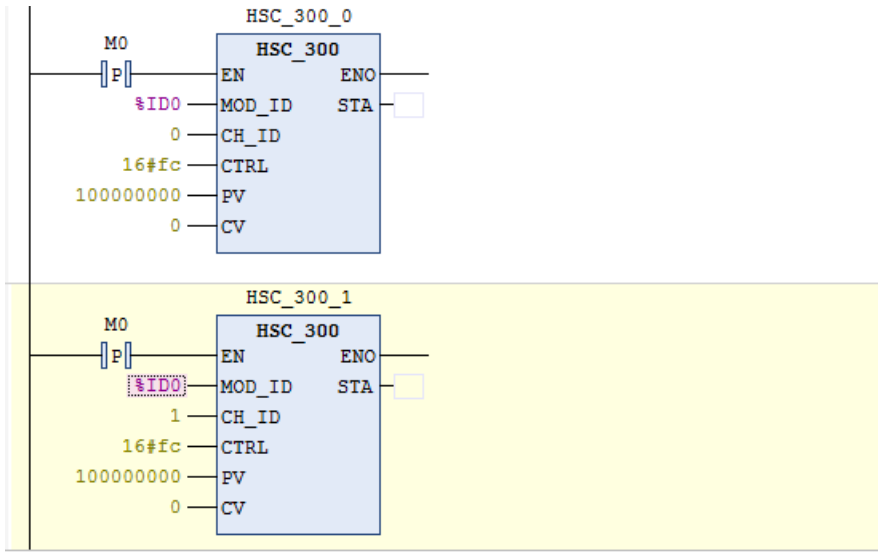 HSC_300_0
M0 HSC_300
P EN ENO
%ID0 MOD_ID STA
0 CH_ID
16#fc CTRL
100000000 PV
0 CV
HSC_300_1
M0 HSC_300
P EN ENO
%ID0 MOD_ID STA
1 CH_ID
16#fc CTRL
100000000 PV
0 CV